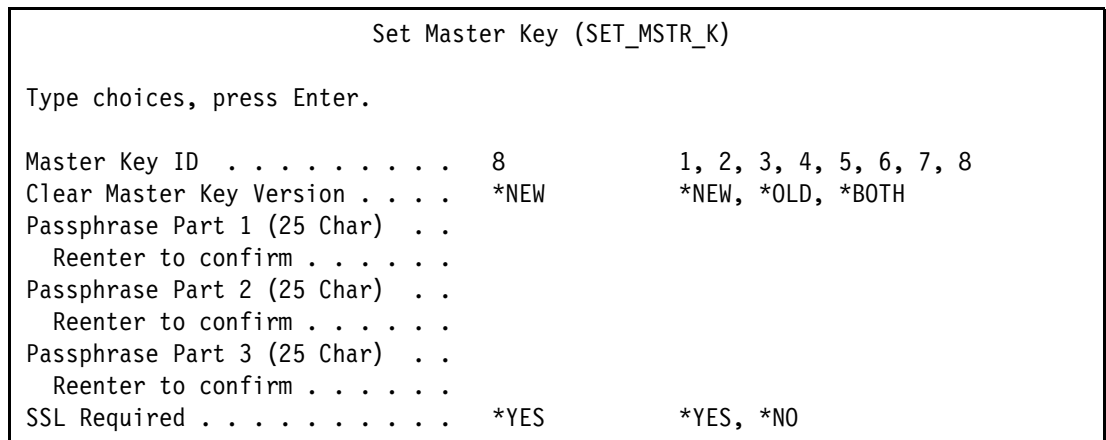 Set Master Key (SET_MSTR_K)
Type choices, press Enter.
Master Key ID . . . . . . . . . 8 1, 2, 3, 4, 5, 6, 7, 8
Clear Master Key Version . . . . *NEW *NEW, *OLD, *BOTH
Passphrase Part 1 (25 Char) . .
Reenter to confirm . . . . . .
Passphrase Part 2 (25 Char) . .
Reenter to confirm . . . . . .
Passphrase Part 3 (25 Char) . .
Reenter to confirm . . . . . .
SSL Required . . . . . . . . . . *YES *YES, *NO